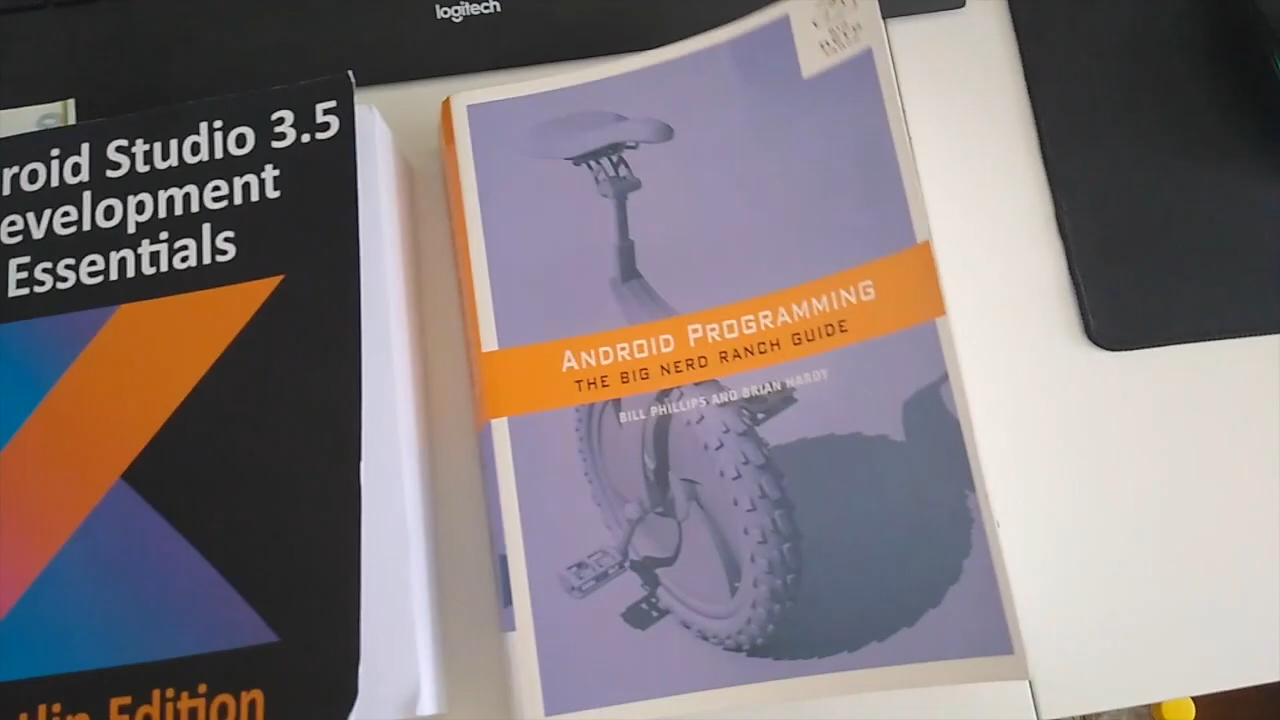 logitech
roid Studio 3.5
evelopment
Essentials
tlin Edition
ANDROID PROGRAMMING
THE BIG NERD RANCH GUIDE
BILL PHILLIPS AND BRIAN HARDY